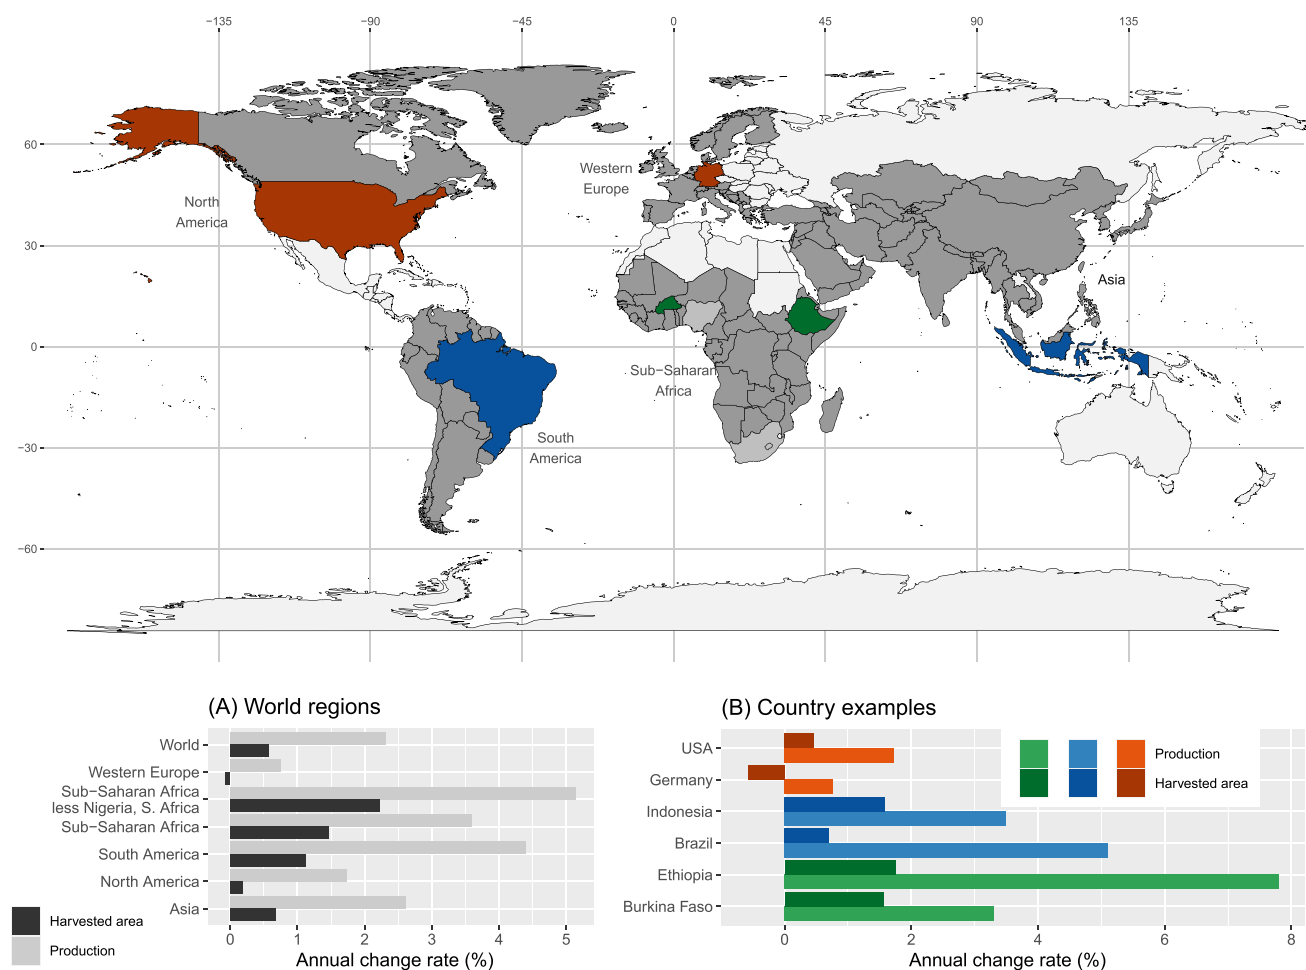 −135 −90 −45 0 45 90 135
60
30
0
−30
−60
North
America
Western
Europe
Asia
Sub−Saharan
Africa
South
America
(A) World regions
World
Western Europe
Sub−Saharan Africa
less Nigeria, S. Africa
Sub−Saharan Africa
South America
North America
Asia
0 1 2 3 4 5
Annual change rate (%)
Harvested area
Production
(B) Country examples
USA
Germany
Indonesia
Brazil
Ethiopia
Burkina Faso
Production
Harvested area
0 2 4 6 8
Annual change rate (%)